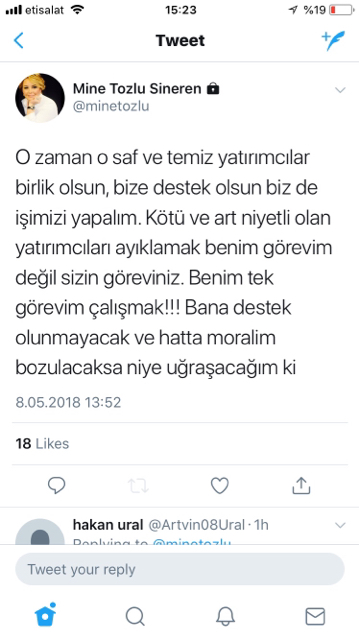 etisalat 15:23 %19
Tweet
Mine Tozlu Sineren
@minetozlu
O zaman o saf ve temiz yatırımcılar
birlik olsun, bize destek olsun biz de
işimizi yapalım. Kötü ve art niyetli olan
yatırımcıları ayıklamak benim görevim
değil sizin göreviniz. Benim tek
görevim çalışmak!!! Bana destek
olunmayacak ve hatta moralim
bozulacaksa niye uğraşacağım ki
8.05.2018 13:52
18 Likes
hakan ural @Artvin08Ural · 1h
Replying to @minetozlu
Tweet your reply